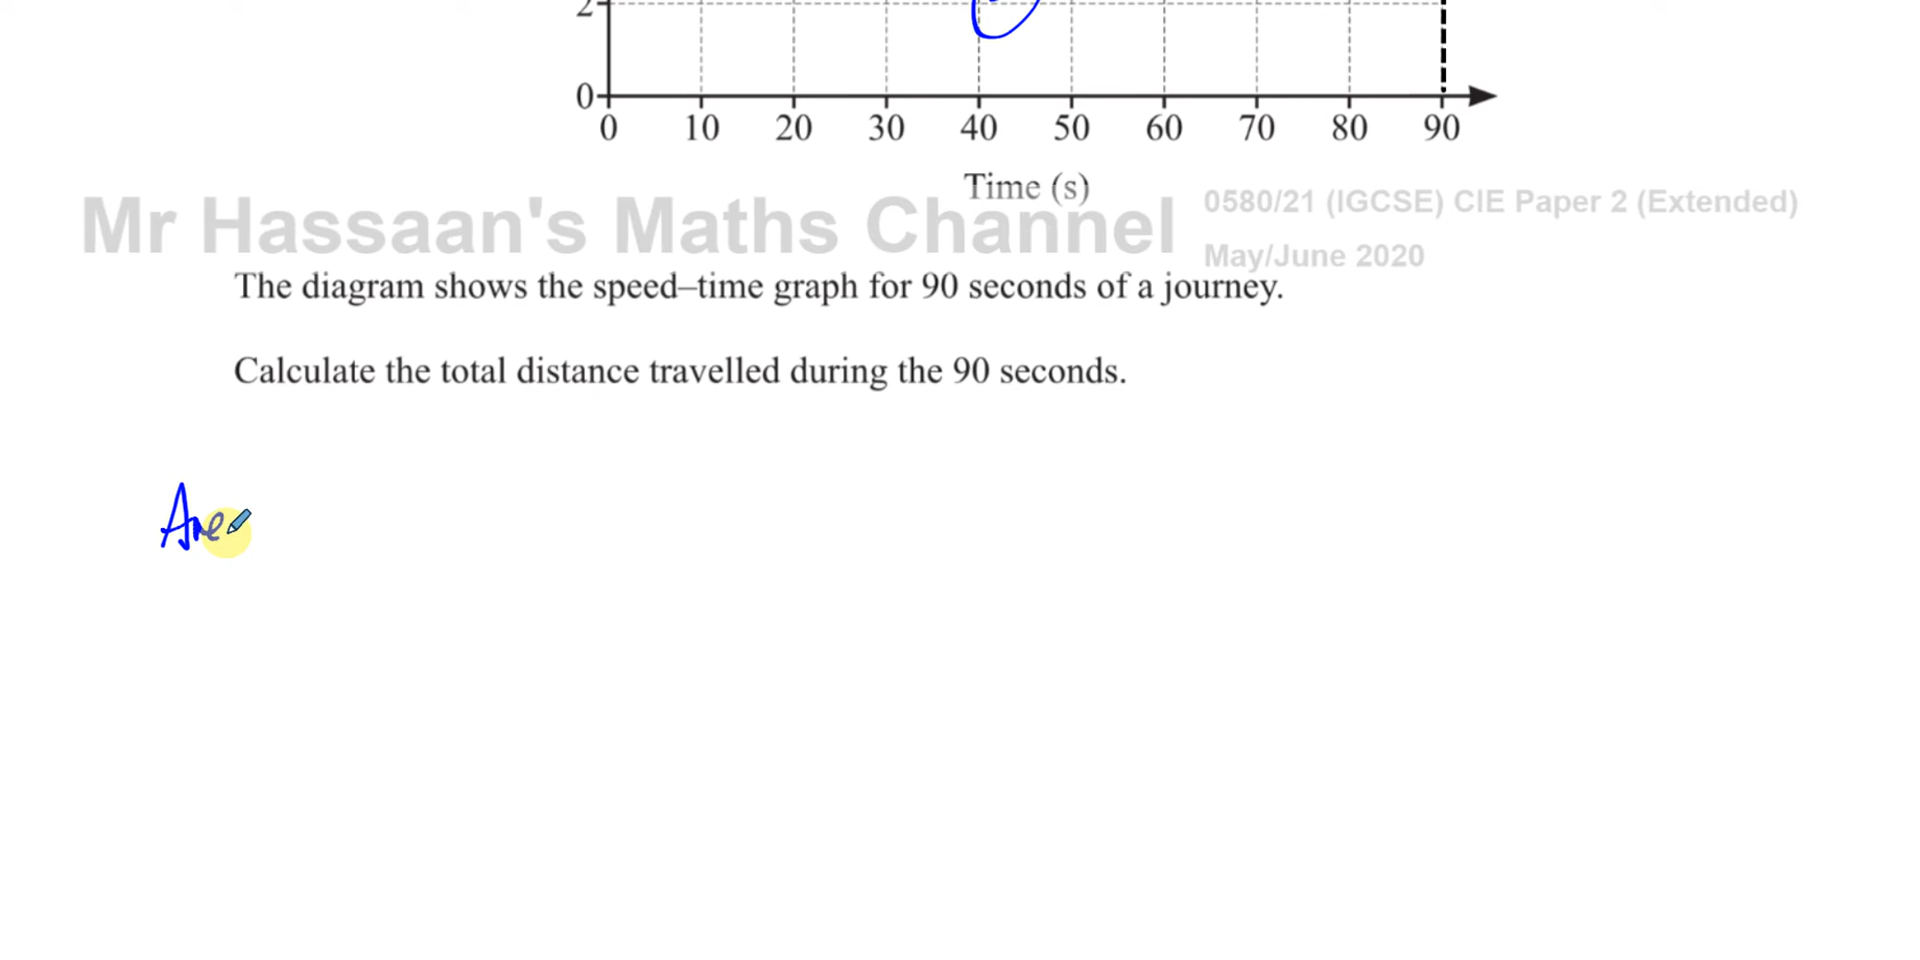 2
0
0 10 20 30 40 50 60 70 80 90
Time (s)
Mr Hassaan's Maths Channel
0580/21 (IGCSE) CIE Paper 2 (Extended)
May/June 2020
The diagram shows the speed–time graph for 90 seconds of a journey.
Calculate the total distance travelled during the 90 seconds.
Are